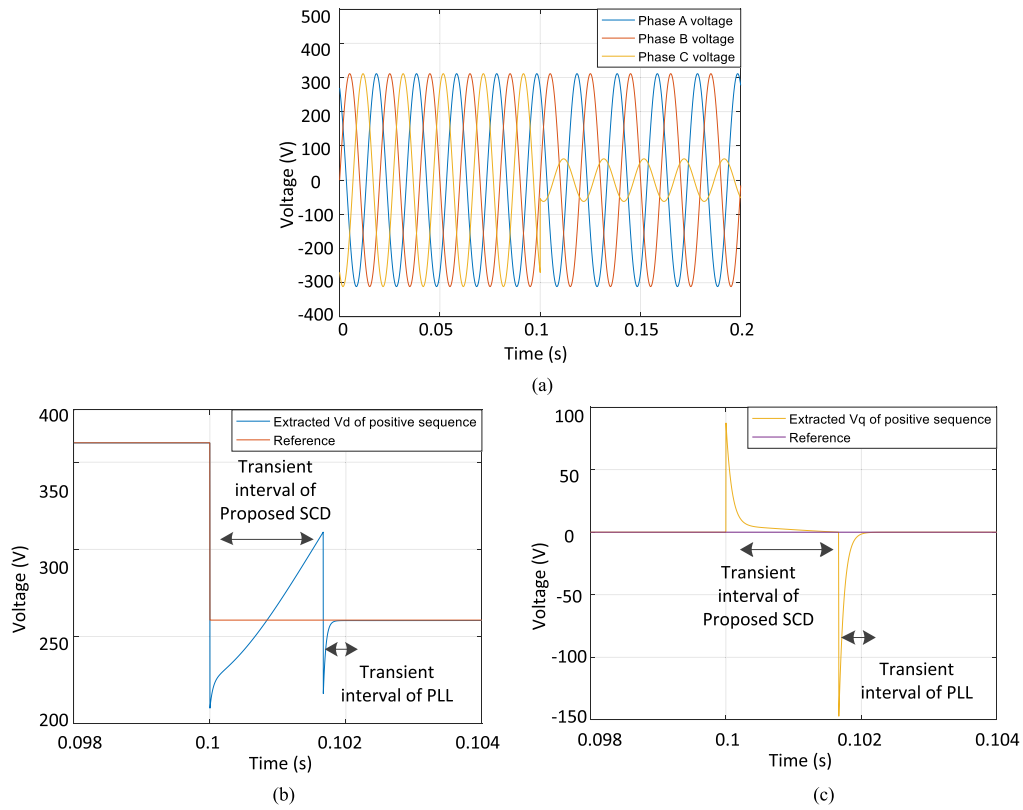 500
400
300
200
100
0
-100
-200
-300
-400
Voltage (V)
Phase A voltage
Phase B voltage
Phase C voltage
0
0.05
0.1
0.15
0.2
Time (s)
(a)
400
350
300
250
200
Voltage (V)
Extracted Vd of positive sequence
Reference
Transient
interval of
Proposed SCD
Transient
interval of PLL
0.098
0.1
0.102
0.104
Time (s)
(b)
100
50
0
-50
-100
-150
Voltage (V)
Extracted Vq of positive sequence
Reference
Transient
interval of
Proposed SCD
Transient
interval of PLL
0.098
0.1
0.102
0.104
Time (s)
(c)